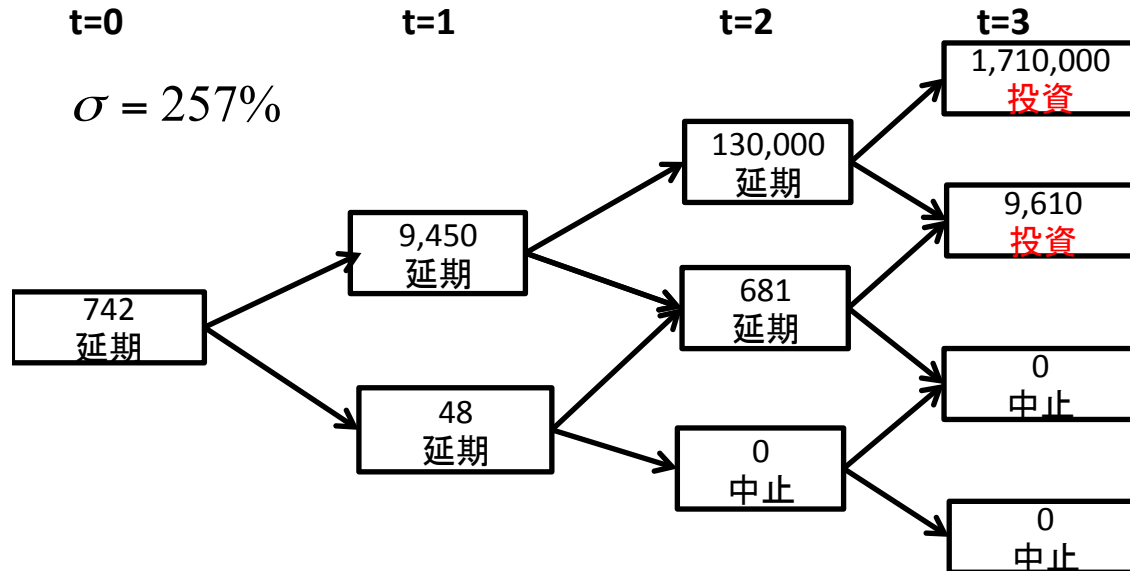 t=0
t=1
t=2
t=3
σ = 257%
742
延期
9,450
延期
48
延期
130,000
延期
681
延期
0
中止
1,710,000
投資
9,610
投資
0
中止
0
中止